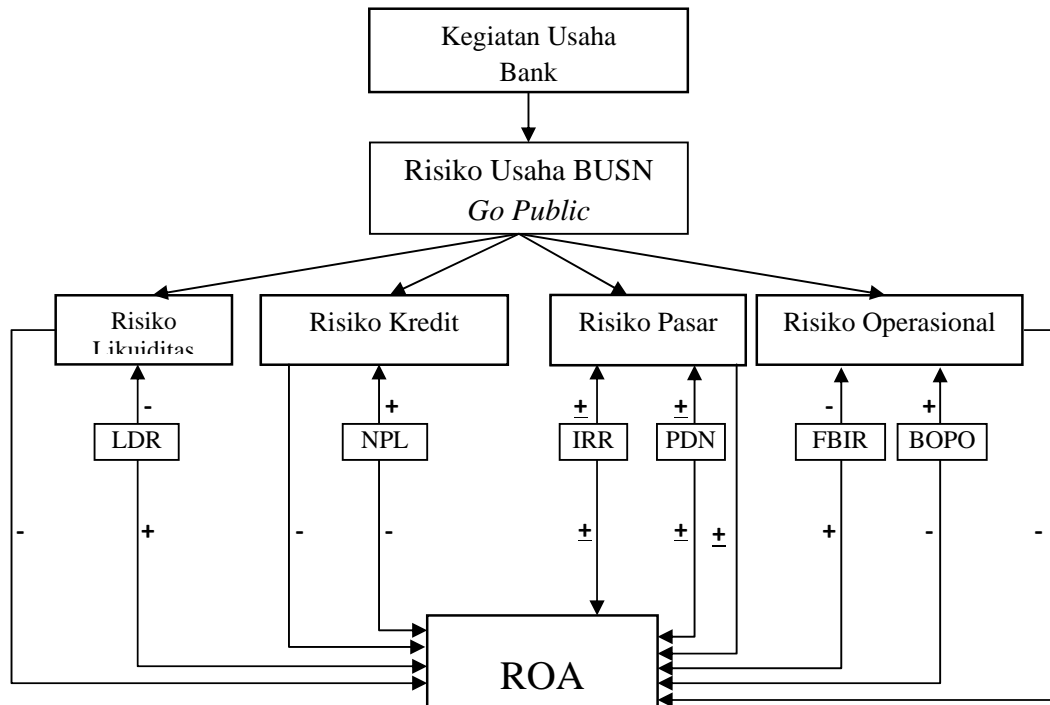 Kegiatan Usaha
Bank
Risiko Usaha BUSN
Go Public
Risiko
Likuiditas
Risiko Kredit
Risiko Pasar
Risiko Operasional
- + ± ± - +
LDR NPL IRR PDN FBIR BOPO
- + - - ± ± ± + - -
ROA